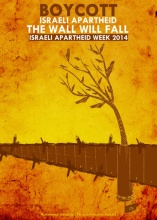 BOYCOTT
ISRAELI APARTHEID
THE WALL WILL FALL
ISRAELI APARTHEID WEEK 2014